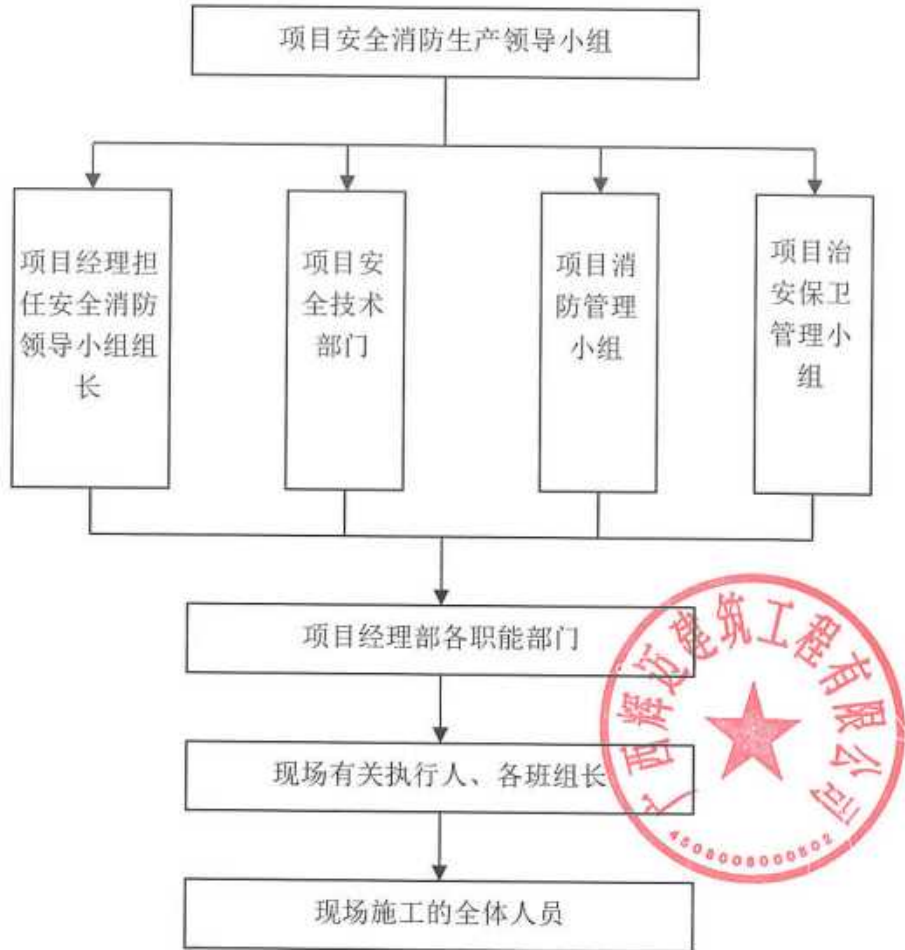 项目安全消防生产领导小组
项目经理担
任安全消防
领导小组组
长
项目安
全技术
部门
项目消
防管理
小组
项目治
安保卫
管理小
组
项目经理部各职能部门
现场有关执行人、各班组长
现场施工的全体人员
广西辉迈建筑工程有限公司
4508008000802